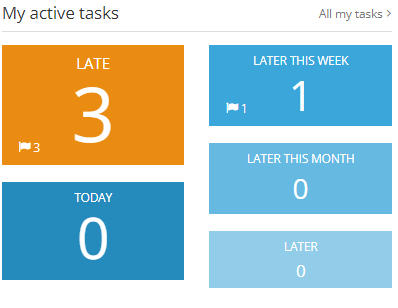 My active tasks
All my tasks >
LATE
3
3
LATER THIS WEEK
1
1
TODAY
0
LATER THIS MONTH
0
LATER
0